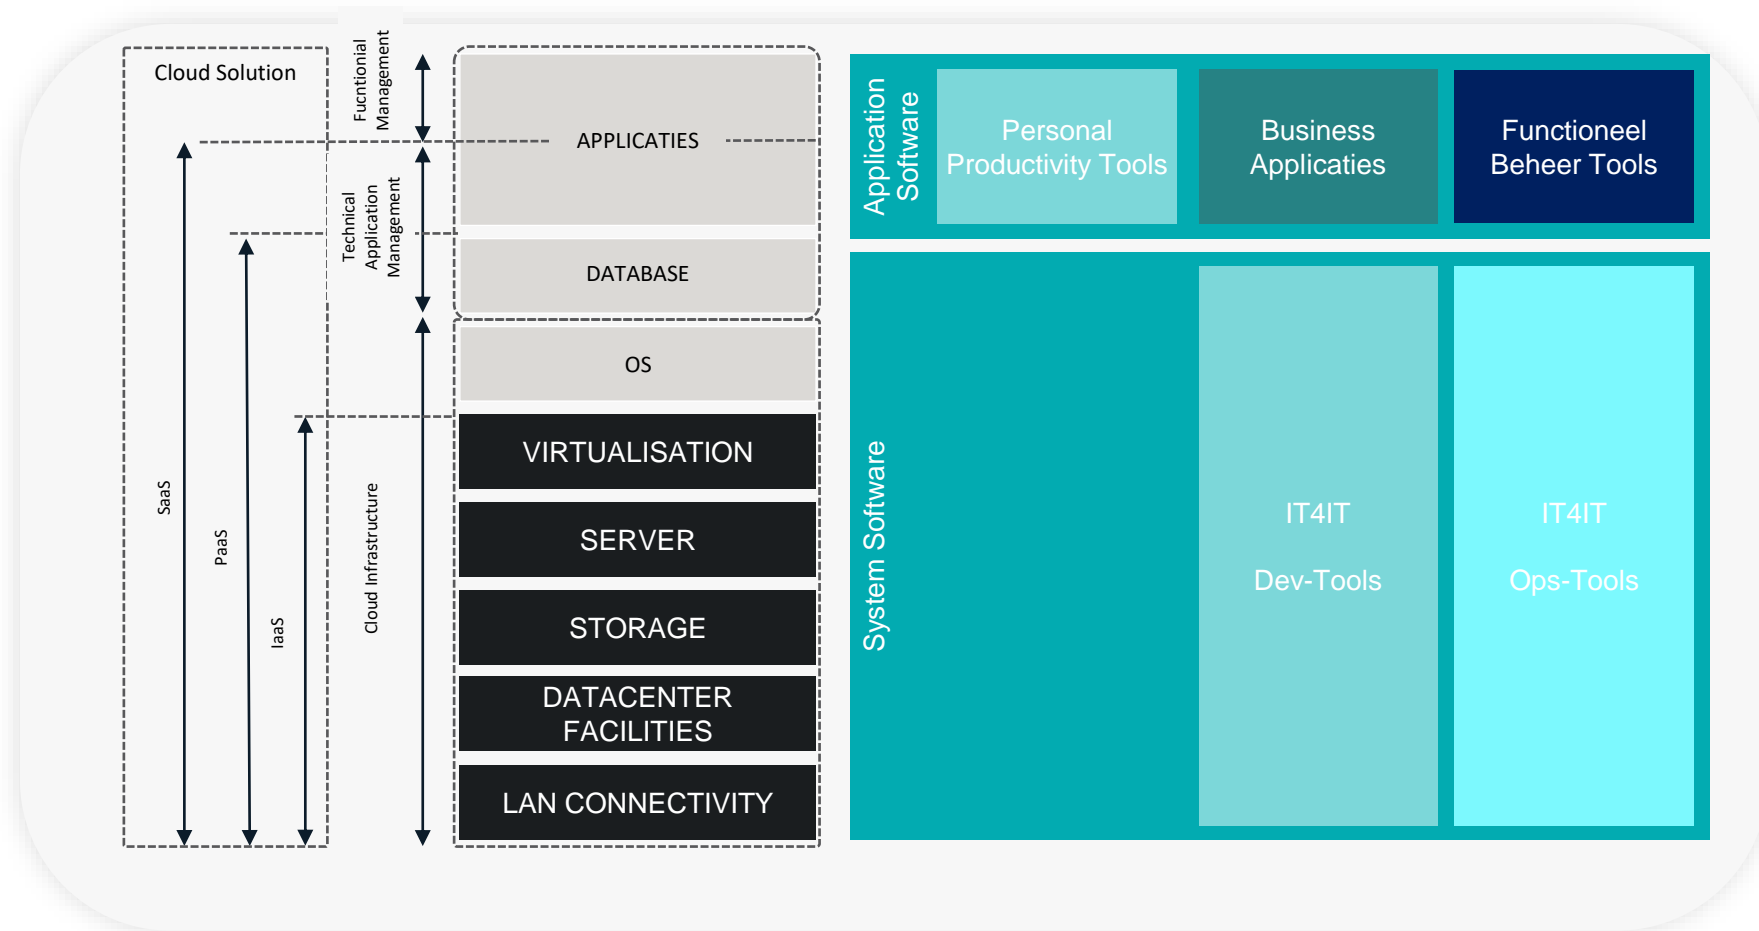 Cloud Solution
SaaS
PaaS
IaaS
Fucntionial
Management
Technical
Application
Management
Cloud Infrastructure
APPLICATIES
DATABASE
OS
VIRTUALISATION
SERVER
STORAGE
DATACENTER
FACILITIES
LAN CONNECTIVITY
Application
Software
Personal
Productivity Tools
Business
Applicaties
Functioneel
Beheer Tools
System Software
IT4IT
Dev-Tools
IT4IT
Ops-Tools